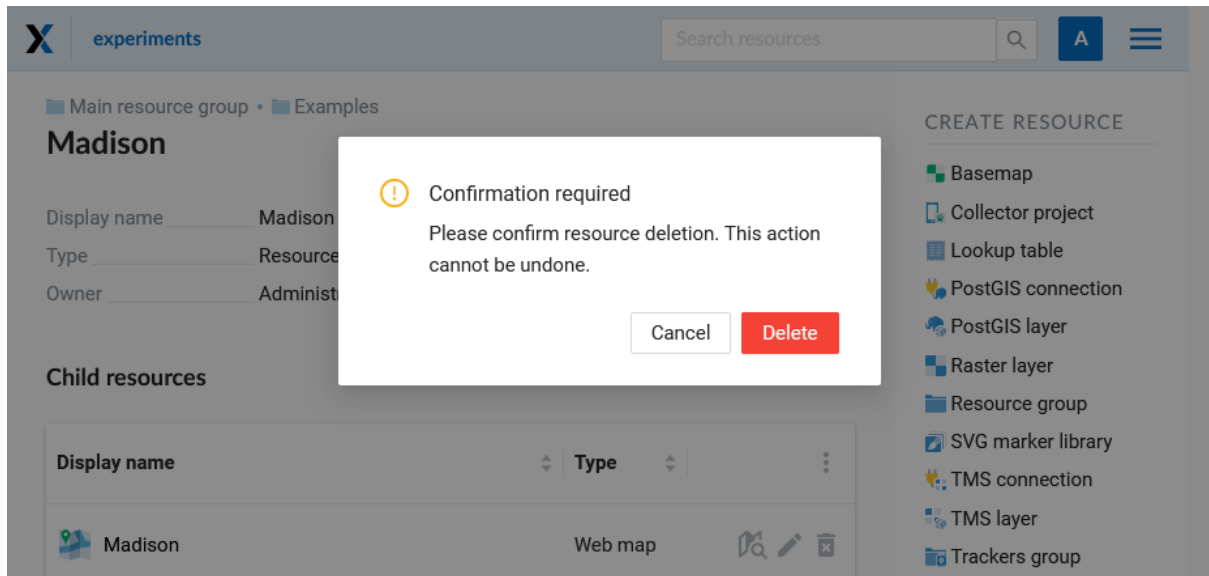 experiments
Search resources
A
Main resource group • Examples
Madison
Display name Madison
Type Resource
Owner
Confirmation required
Please confirm resource deletion. This action
cannot be undone.
Cancel Delete
Child resources
Display name Type
Madison Web map
CREATE RESOURCE
Basemap
Collector project
Lookup table
PostGIS connection
PostGIS layer
Raster layer
Resource group
SVG marker library
TMS connection
TMS layer
Trackers group